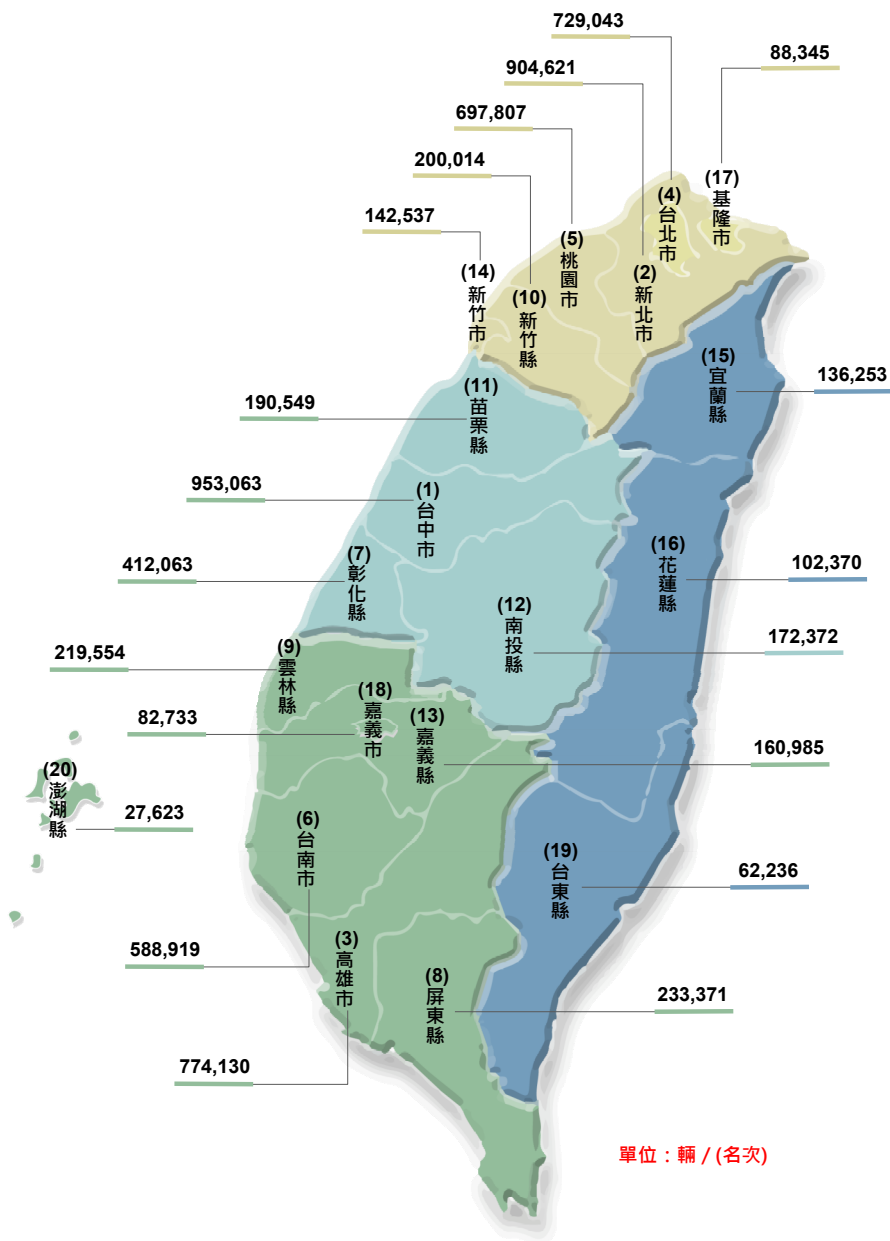 729,043
88,345
904,621
697,807
200,014
142,537
(17)
基隆市
(4)
台北市
(5)
桃園市
(2)
新北市
(14)
新竹市
(10)
新竹縣
(15)
宜蘭縣
136,253
(11)
苗栗縣
190,549
(1)
台中市
953,063
(7)
彰化縣
412,063
(16)
花蓮縣
102,370
(12)
南投縣
172,372
(9)
雲林縣
219,554
(18)
嘉義市
82,733
(13)
嘉義縣
160,985
(20)
澎湖縣
27,623
(6)
台南市
588,919
(19)
台東縣
62,236
(3)
高雄市
774,130
(8)
屏東縣
233,371
單位：輛 / (名次)